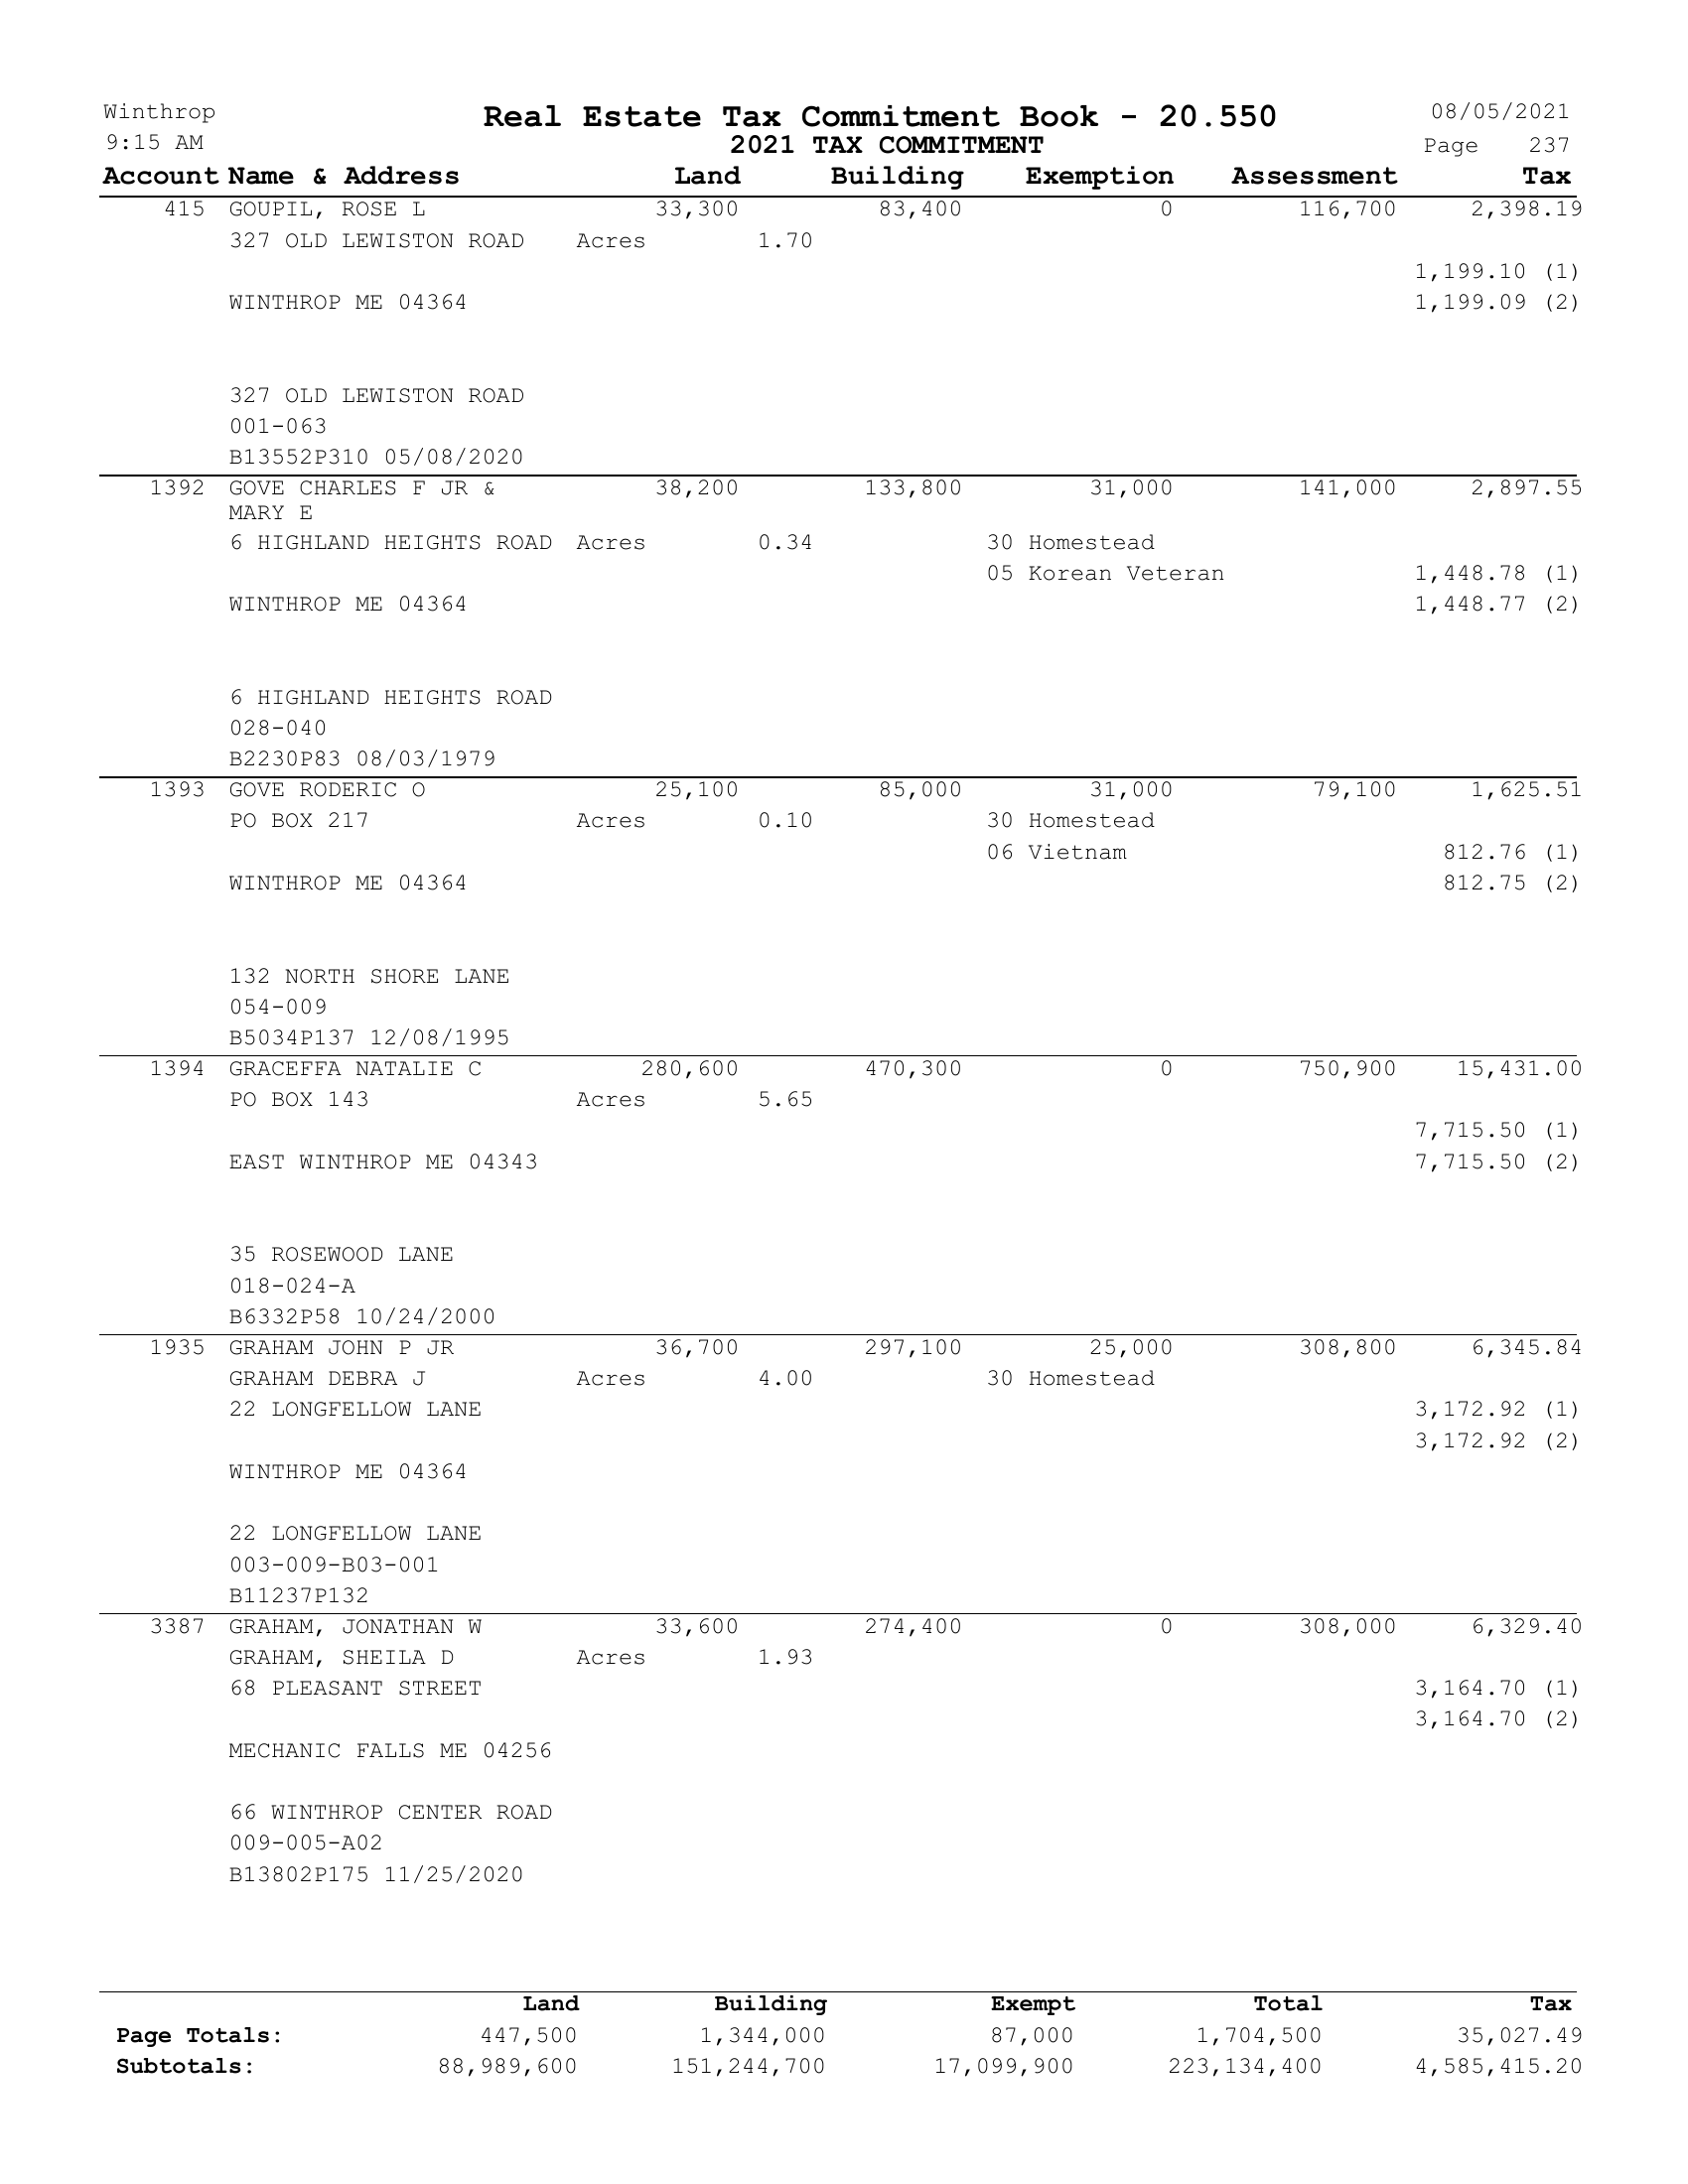 Winthrop Real Estate Tax Commitment Book - 20.550 08/05/2021
9:15 AM 2021 TAX COMMITMENT Page 237
Account Name & Address Land Building Exemption Assessment Tax
415 GOUPIL, ROSE L 33,300 83,400 0 116,700 2,398.19
327 OLD LEWISTON ROAD Acres 1.70
1,199.10 (1)
WINTHROP ME 04364 1,199.09 (2)
327 OLD LEWISTON ROAD
001-063
B13552P310 05/08/2020
1392 GOVE CHARLES F JR & 38,200 133,800 31,000 141,000 2,897.55
MARY E
6 HIGHLAND HEIGHTS ROAD Acres 0.34 30 Homestead
05 Korean Veteran 1,448.78 (1)
WINTHROP ME 04364 1,448.77 (2)
6 HIGHLAND HEIGHTS ROAD
028-040
B2230P83 08/03/1979
1393 GOVE RODERIC O 25,100 85,000 31,000 79,100 1,625.51
PO BOX 217 Acres 0.10 30 Homestead
06 Vietnam 812.76 (1)
WINTHROP ME 04364 812.75 (2)
132 NORTH SHORE LANE
054-009
B5034P137 12/08/1995
1394 GRACEFFA NATALIE C 280,600 470,300 0 750,900 15,431.00
PO BOX 143 Acres 5.65
7,715.50 (1)
EAST WINTHROP ME 04343 7,715.50 (2)
35 ROSEWOOD LANE
018-024-A
B6332P58 10/24/2000
1935 GRAHAM JOHN P JR 36,700 297,100 25,000 308,800 6,345.84
GRAHAM DEBRA J Acres 4.00 30 Homestead
22 LONGFELLOW LANE 3,172.92 (1)
3,172.92 (2)
WINTHROP ME 04364
22 LONGFELLOW LANE
003-009-B03-001
B11237P132
3387 GRAHAM, JONATHAN W 33,600 274,400 0 308,000 6,329.40
GRAHAM, SHEILA D Acres 1.93
68 PLEASANT STREET 3,164.70 (1)
3,164.70 (2)
MECHANIC FALLS ME 04256
66 WINTHROP CENTER ROAD
009-005-A02
B13802P175 11/25/2020
Land Building Exempt Total Tax
Page Totals: 447,500 1,344,000 87,000 1,704,500 35,027.49
Subtotals: 88,989,600 151,244,700 17,099,900 223,134,400 4,585,415.20